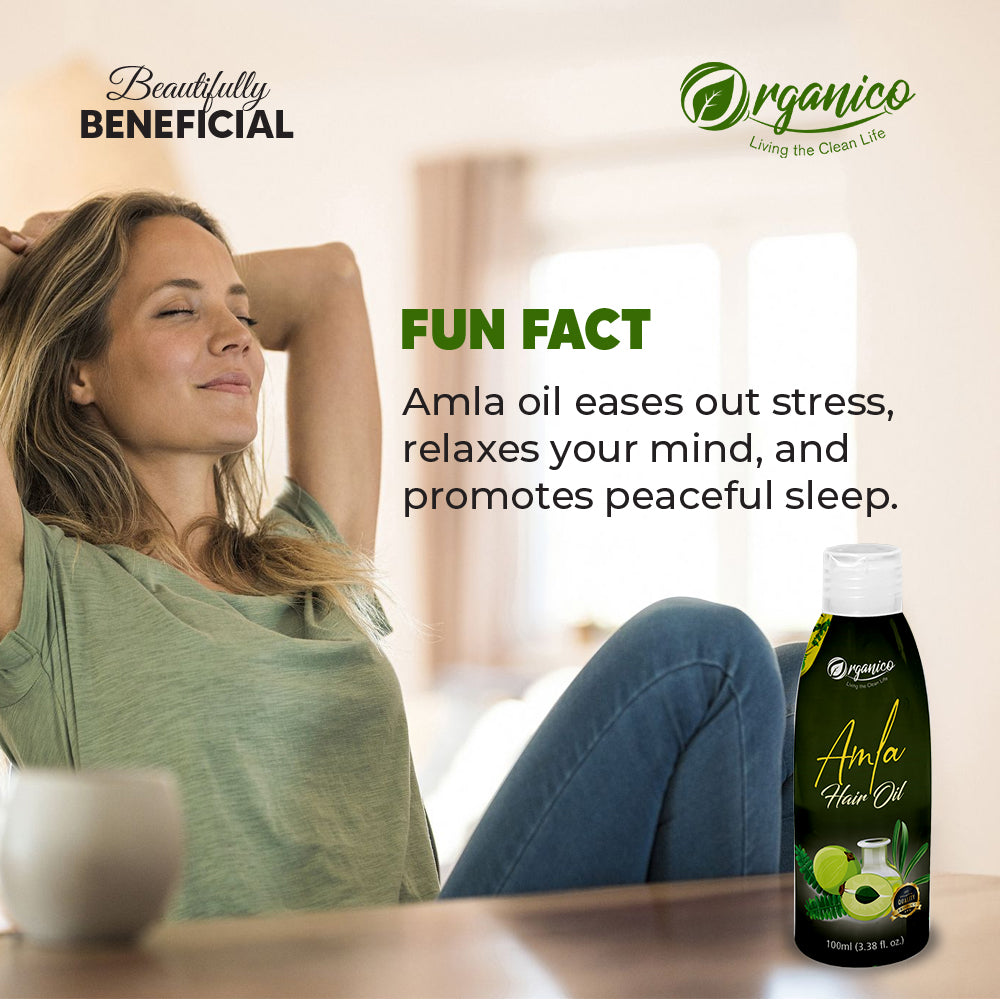 Beautifully
BENEFICIAL
Organico
Living the Clean Life
FUN FACT
Amla oil eases out stress,
relaxes your mind, and
promotes peaceful sleep.
Organico
Living the Clean Life
Amla
Hair Oil
QUALITY
100ml (3.38 fl. oz.)